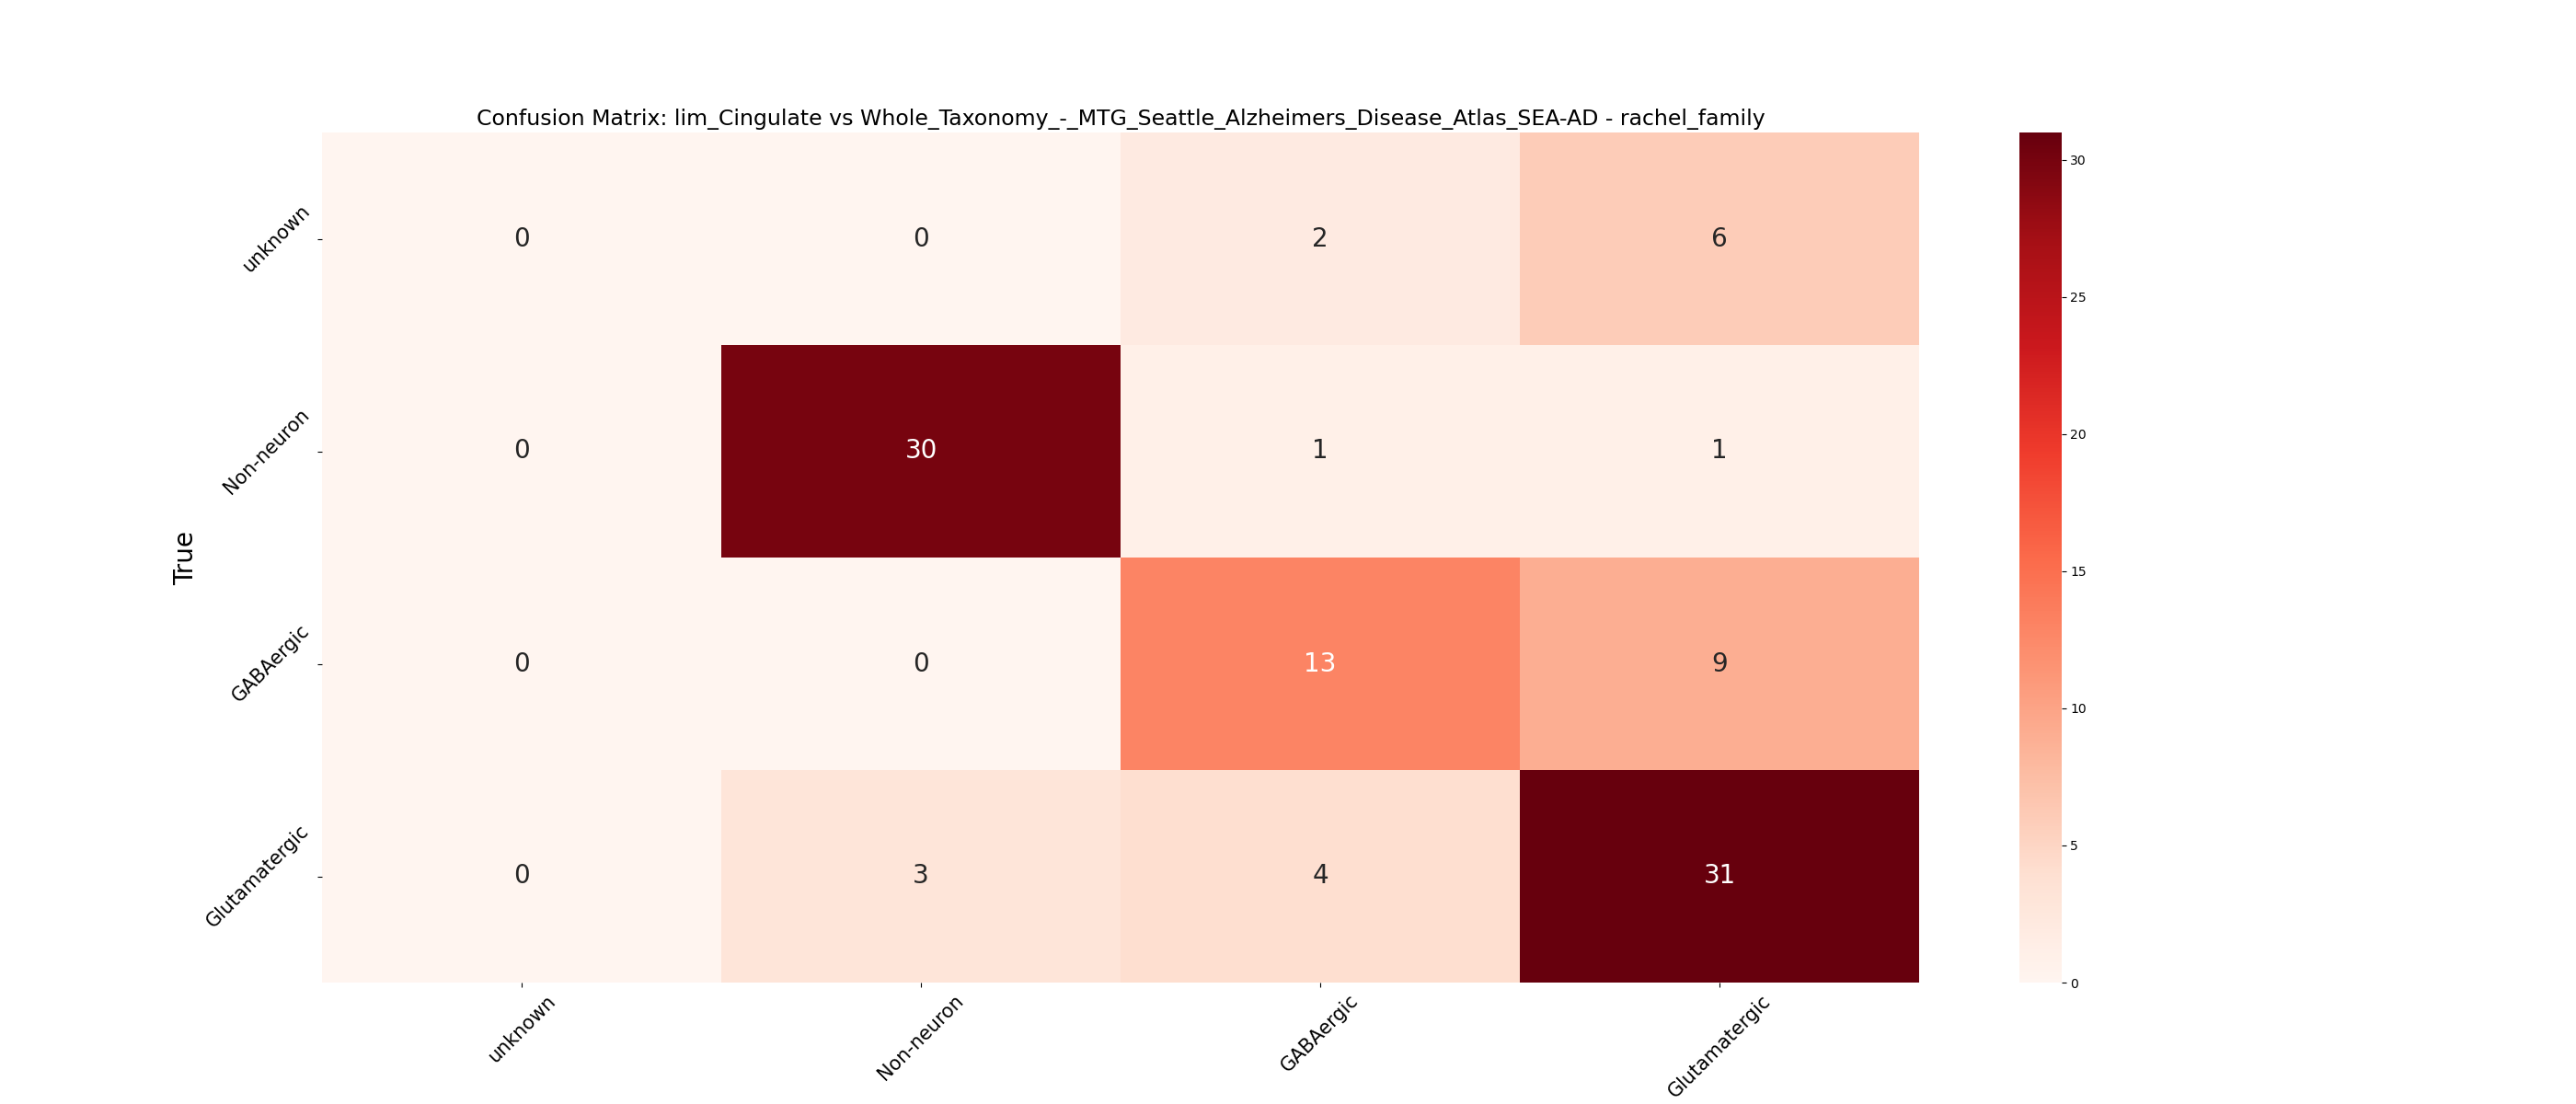 Confusion Matrix: lim_Cingulate vs Whole_Taxonomy_-_MTG_Seattle_Alzheimers_Disease_Atlas_SEA-AD - rachel_family
True
unknown 0 0 2 6
Non-neuron 0 30 1 1
GABAergic 0 0 13 9
Glutamatergic 0 3 4 31
unknown Non-neuron GABAergic Glutamatergic
30
25
20
15
10
5
0